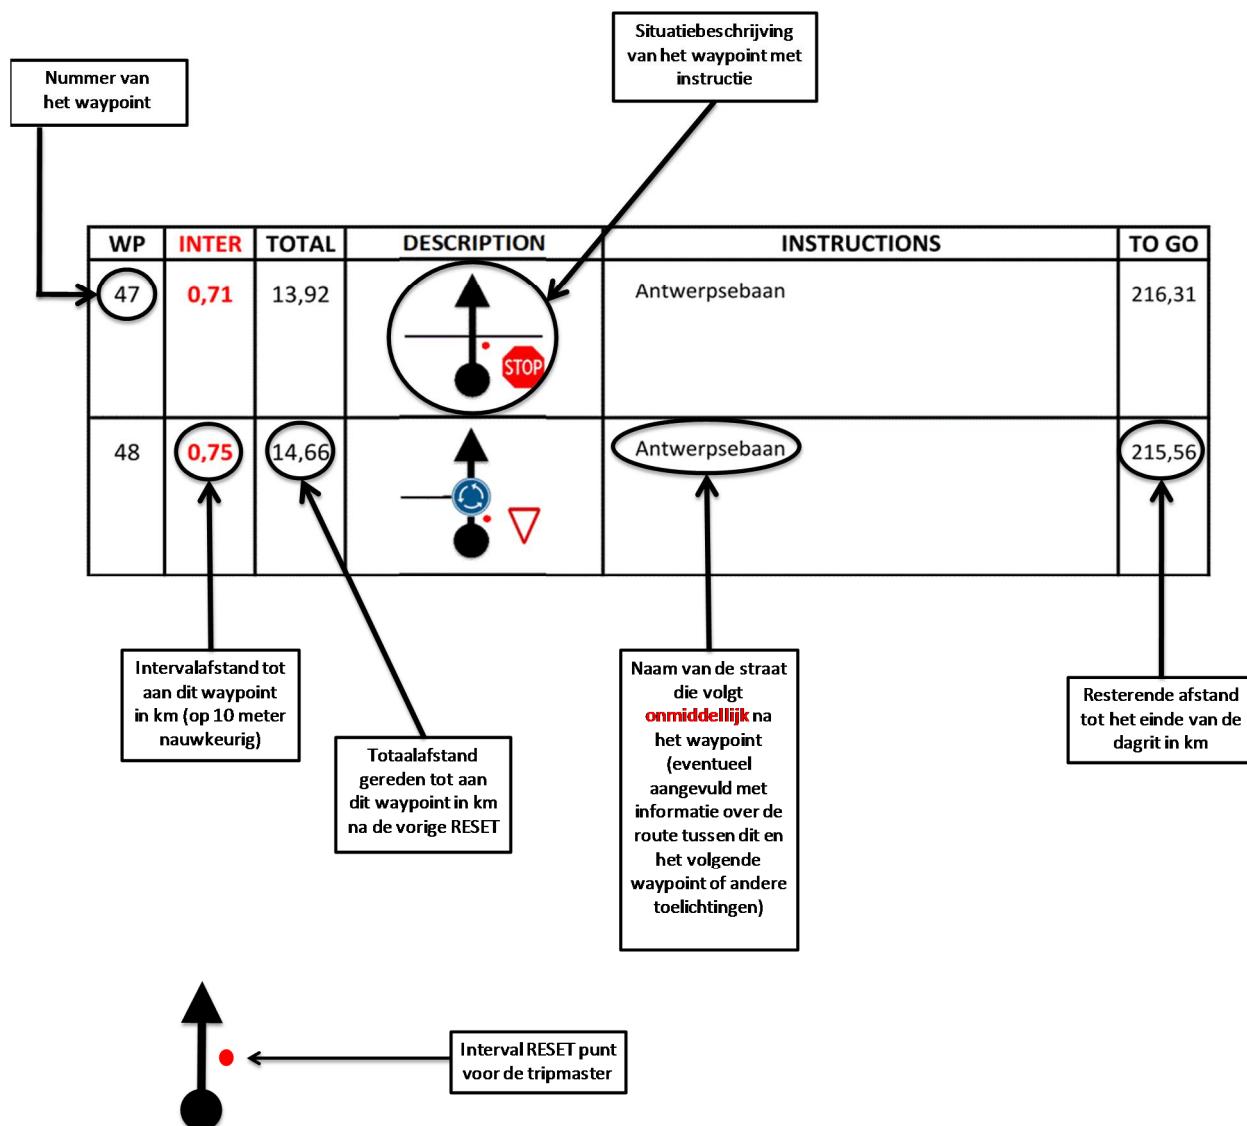 Situatiebeschrijving
van het waypoint met
instructie
Nummer van
het waypoint
WP INTER TOTAL DESCRIPTION INSTRUCTIONS TO GO
47 0,71 13,92 Antwerpsebaan 216,31
STOP
48 0,75 14,66 Antwerpsebaan 215,56
Intervalafstand tot
aan dit waypoint
in km (op 10 meter
nauwkeurig)
Totaalafstand
gereden tot aan
dit waypoint in km
na de vorige RESET
Naam van de straat
die volgt
onmiddellijk na
het waypoint
(eventueel
aangevuld met
informatie over de
route tussen dit en
het volgende
waypoint of andere
toelichtingen)
Resterende afstand
tot het einde van de
dagrit in km
Interval RESET punt
voor de tripmaster